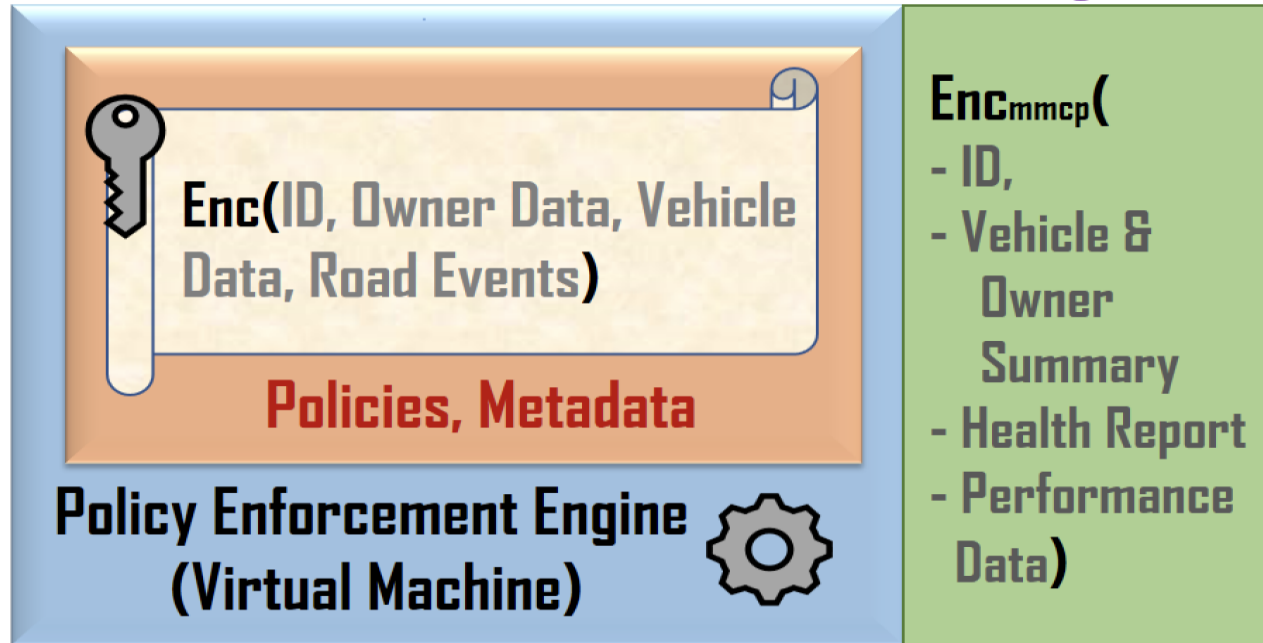 Enc(ID, Owner Data, Vehicle
Data, Road Events)
Policies, Metadata
Policy Enforcement Engine
(Virtual Machine)
Encmmcp(
- ID,
- Vehicle &
Owner
Summary
- Health Report
- Performance
Data)